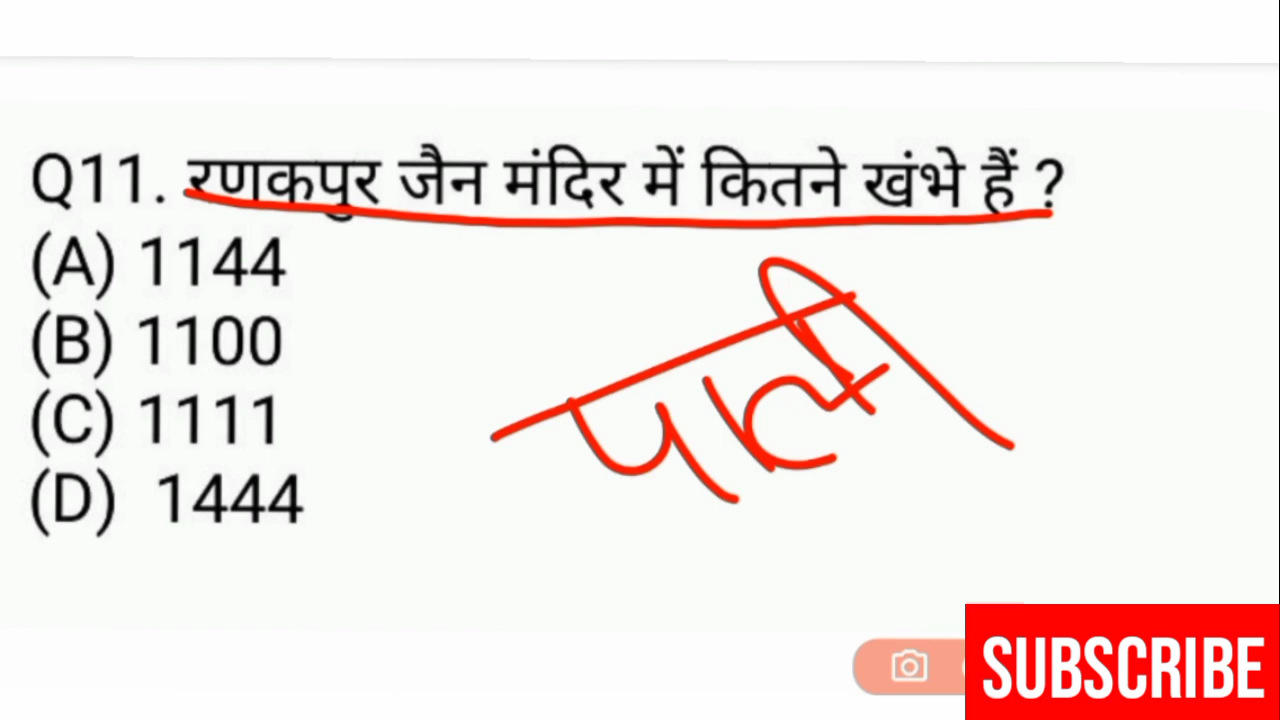 Q11. रणकपुर जैन मंदिर में कितने खंभे हैं ?
(A) 1144
(B) 1100
(C) 1111
(D) 1444
SUBSCRIBE